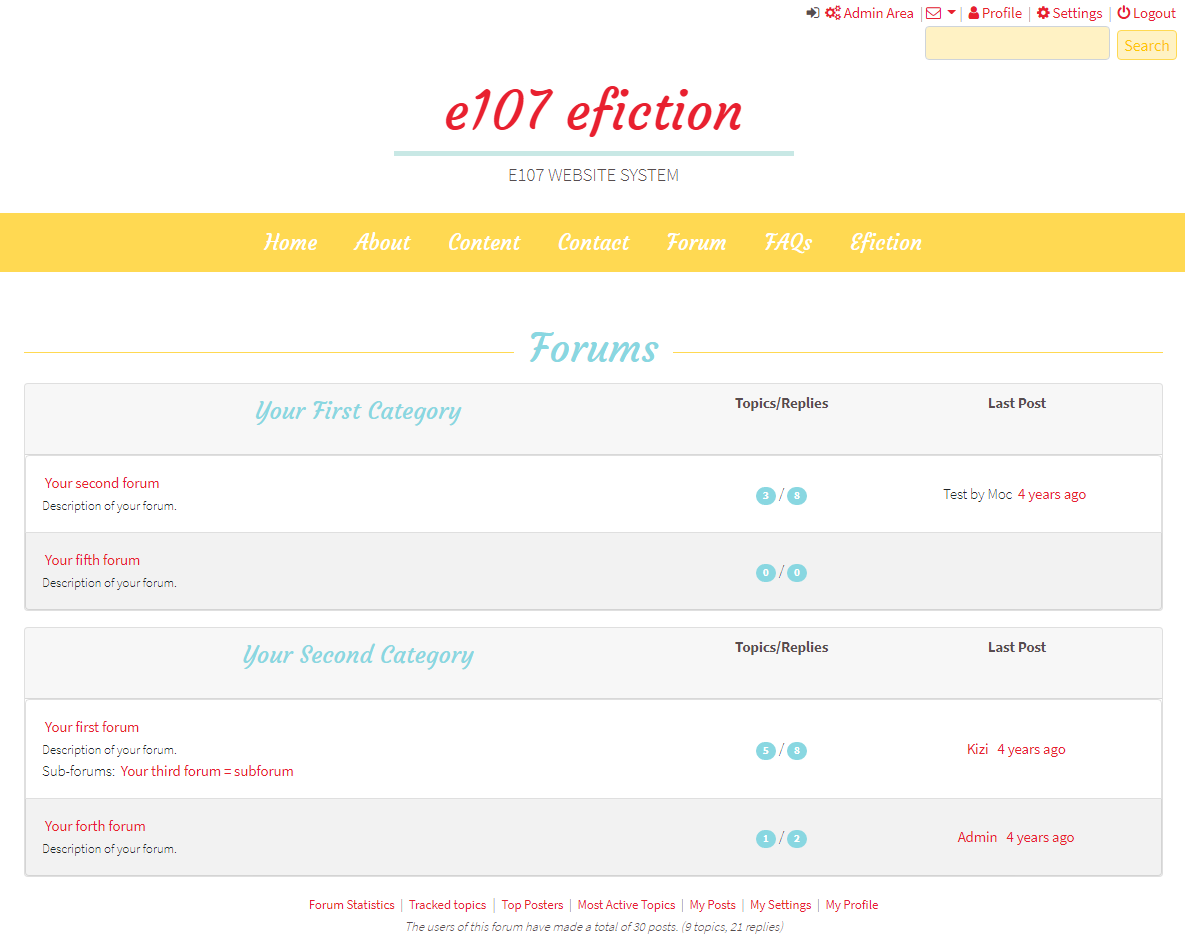 Admin Area | | Profile | Settings | Logout
Search
e107 efiction
E107 WEBSITE SYSTEM
Home About Content Contact Forum FAQs Efiction
Forums
Your First Category Topics/Replies Last Post
Your second forum
Description of your forum.
3 / 8 Test by Moc 4 years ago
Your fifth forum
Description of your forum.
0 / 0
Your Second Category Topics/Replies Last Post
Your first forum
Description of your forum.
Sub-forums: Your third forum = subforum
5 / 8 Kizi 4 years ago
Your forth forum
Description of your forum.
1 / 2 Admin 4 years ago
Forum Statistics | Tracked topics | Top Posters | Most Active Topics | My Posts | My Settings | My Profile
The users of this forum have made a total of 30 posts. (9 topics, 21 replies)